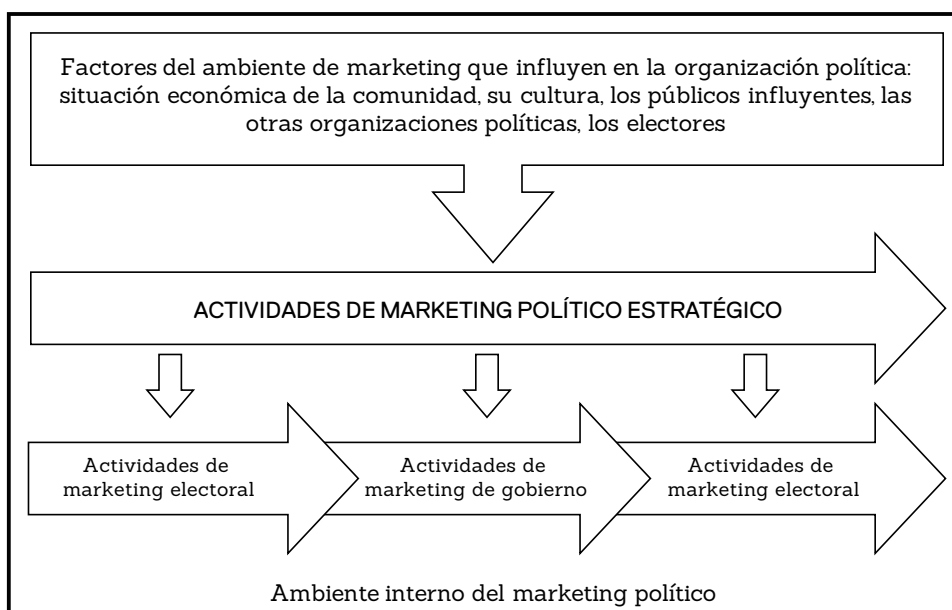 Factores del ambiente de marketing que influyen en la organización política:
situación económica de la comunidad, su cultura, los públicos influyentes, las
otras organizaciones políticas, los electores
ACTIVIDADES DE MARKETING POLÍTICO ESTRATÉGICO
Actividades de
marketing electoral
Actividades de
marketing de gobierno
Actividades de
marketing electoral
Ambiente interno del marketing político